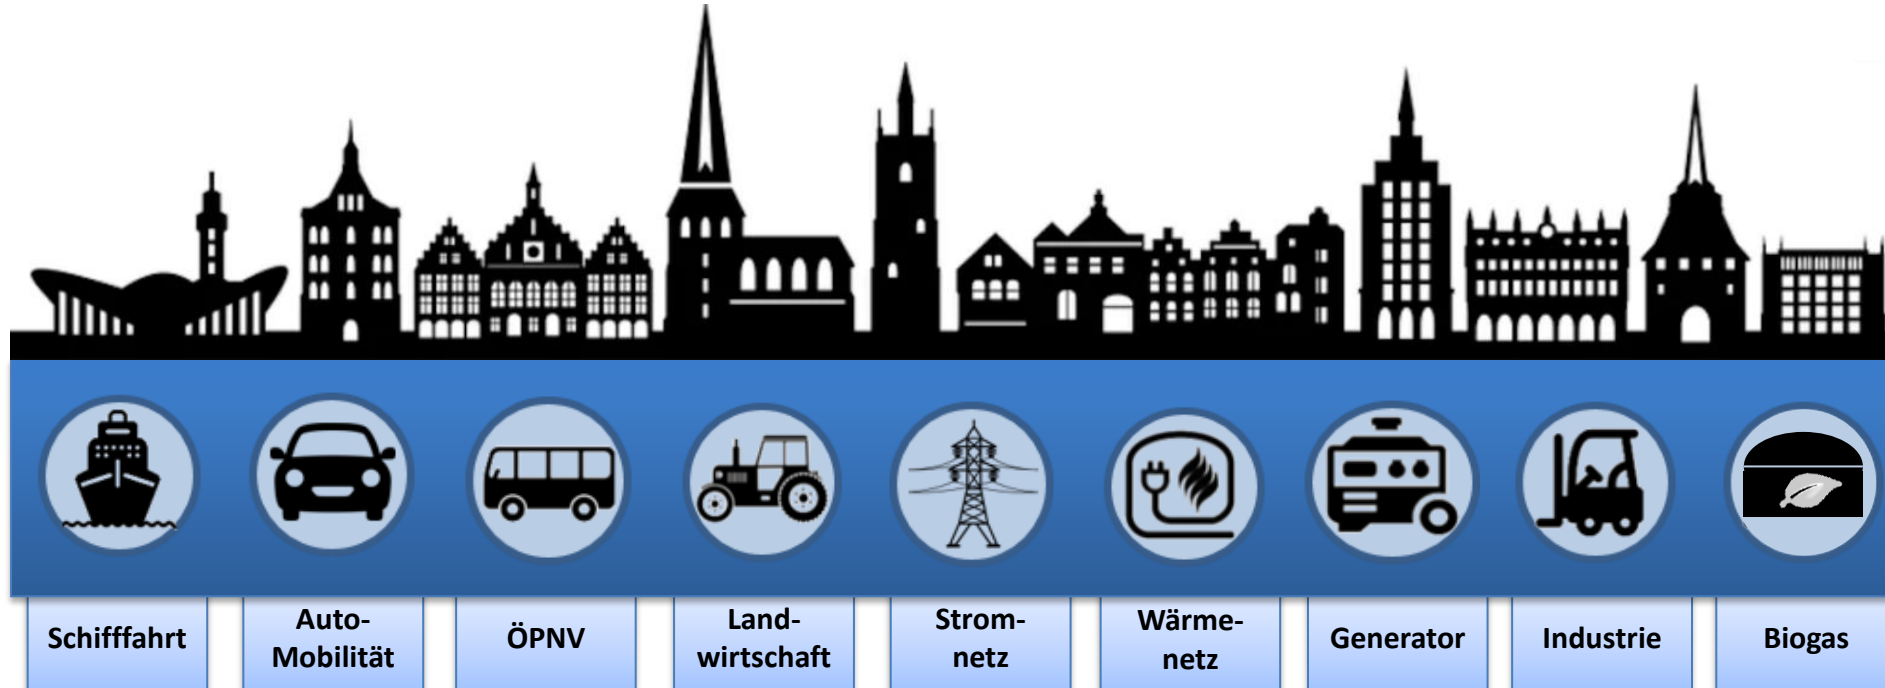 Schifffahrt
Auto-
Mobilität
ÖPNV
Land-
wirtschaft
Strom-
netz
Wärme-
netz
Generator
Industrie
Biogas